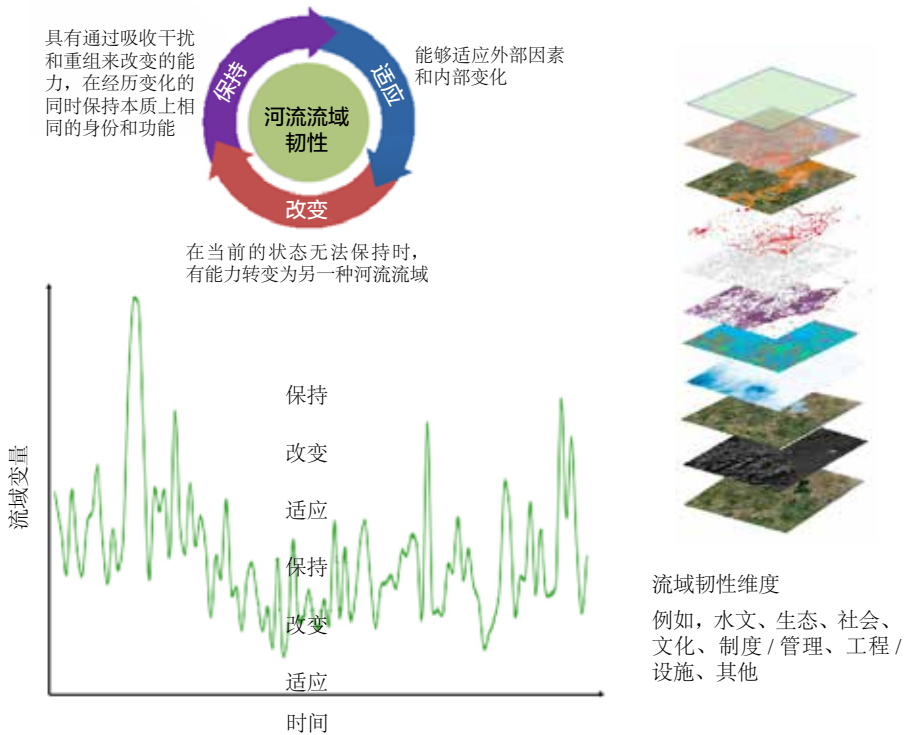 具有通过吸收干扰
和重组来改变的能
力，在经历变化的
同时保持本质上相
同的身份和功能
保持
适应
改变
河流流域
韧性
能够适应外部因素
和内部变化
在当前的状态无法保持时，
有能力转变为另一种河流流域
流域变量
保持
改变
适应
保持
改变
适应
时间
流域韧性维度
例如，水文、生态、社会、
文化、制度 / 管理、工程 /
设施、其他